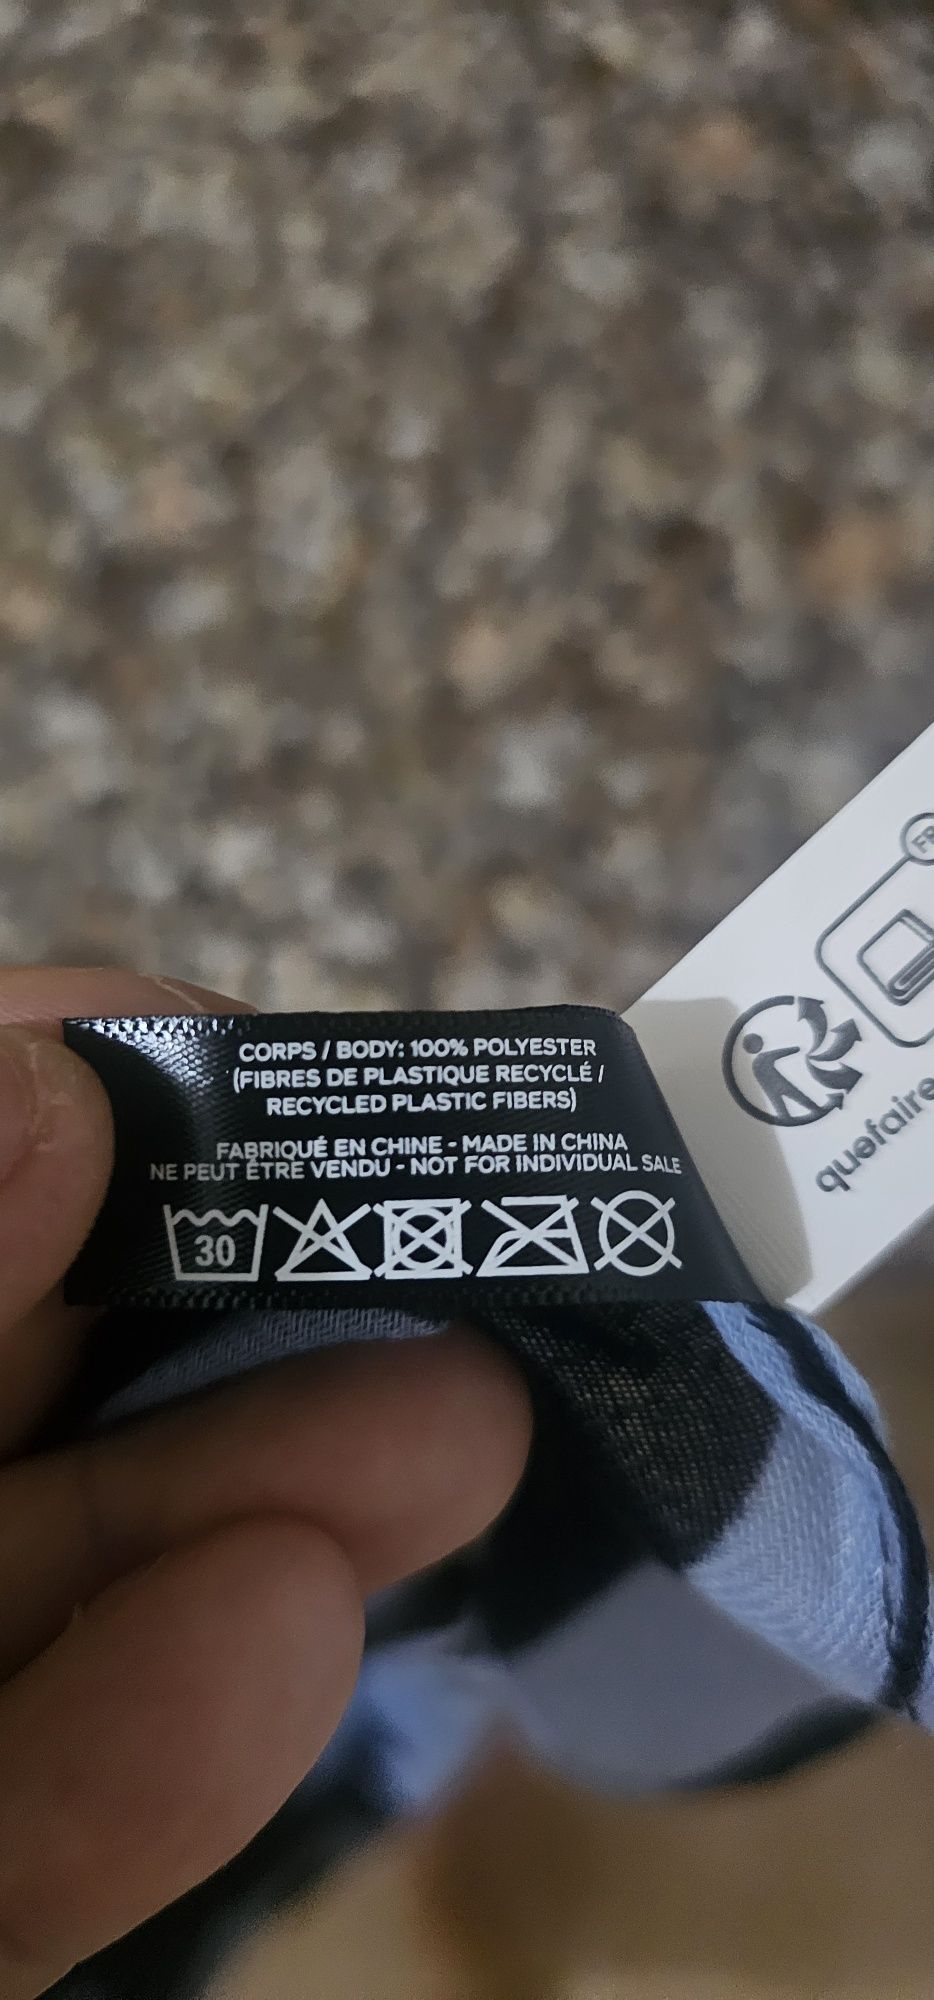 CORPS / BODY: 100% POLYESTER
(FIBRES DE PLASTIQUE RECYCLÉ /
RECYCLED PLASTIC FIBERS)
FABRIQUÉ EN CHINE - MADE IN CHINA
NE PEUT ÊTRE VENDU - NOT FOR INDIVIDUAL SALE
30
FR
quefaire